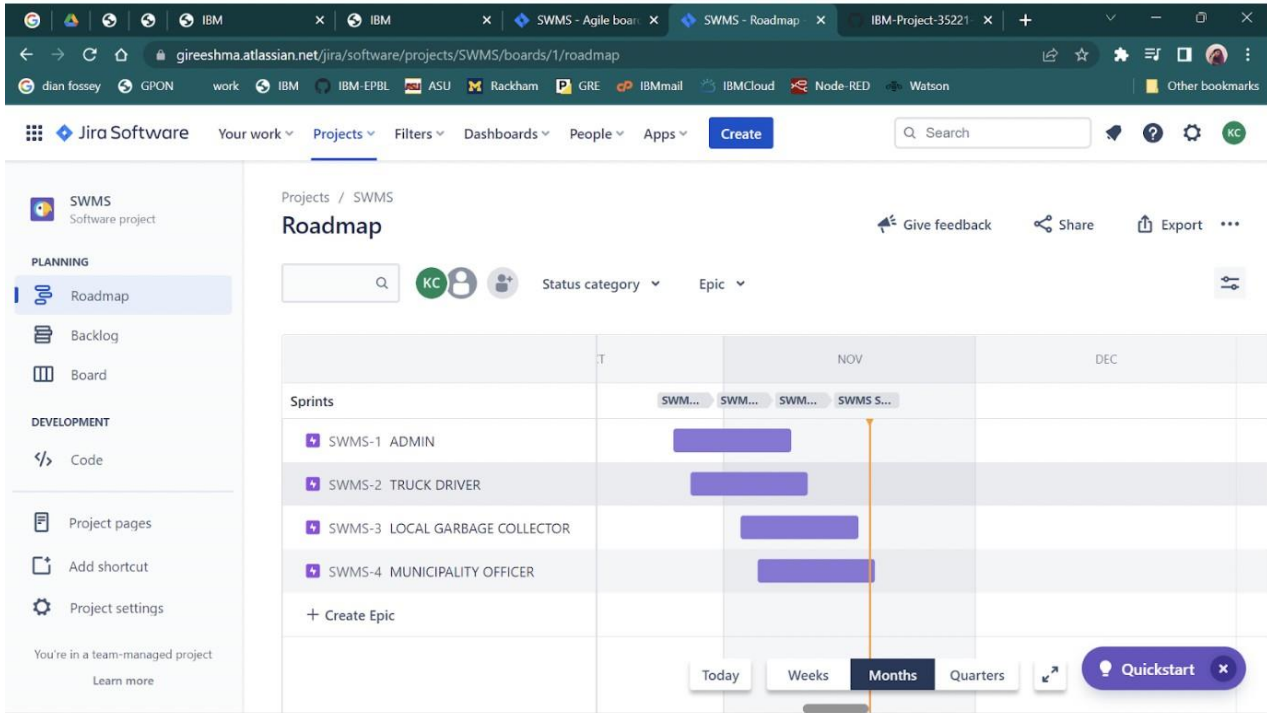 IBM IBM SWMS - Agile boar SWMS - Roadmap - IBM-Project-35221-
gireeshma.atlassian.net/jira/software/projects/SWMS/boards/1/roadmap
dian fossey GPON work IBM IBM-EPBL ASU Rackham GRE IBMmail IBMCloud Node-RED Watson Other bookmarks
Jira Software Your work Projects Filters Dashboards People Apps Create Search KC
SWMS
Software project
PLANNING
Roadmap
Backlog
Board
DEVELOPMENT
Code
Project pages
Add shortcut
Project settings
You're in a team-managed project
Learn more
Projects / SWMS
Roadmap
Give feedback Share Export
KC Status category Epic
:T NOV DEC
Sprints SWM... SWM... SWM... SWMS S...
SWMS-1 ADMIN
SWMS-2 TRUCK DRIVER
SWMS-3 LOCAL GARBAGE COLLECTOR
SWMS-4 MUNICIPALITY OFFICER
+ Create Epic
Today Weeks Months Quarters
Quickstart